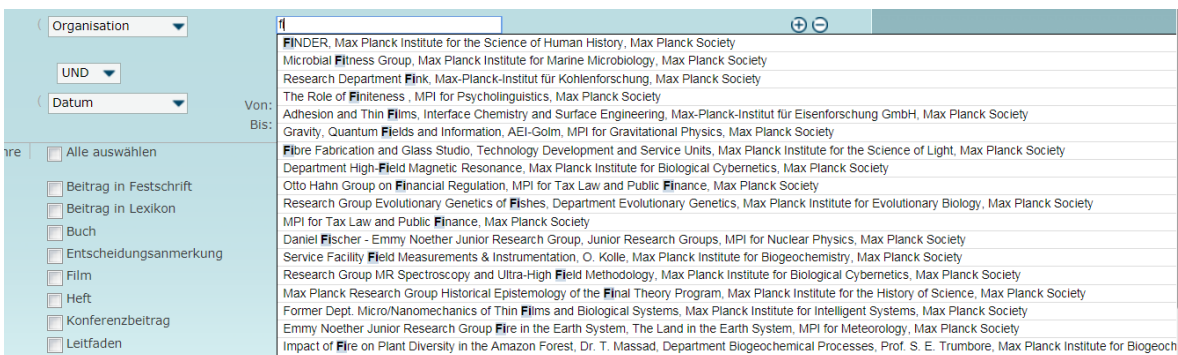 ( Organisation
fi
FINDER, Max Planck Institute for the Science of Human History, Max Planck Society
Microbial Fitness Group, Max Planck Institute for Marine Microbiology, Max Planck Society
UND
Research Department Fink, Max-Planck-Institut für Kohlenforschung, Max Planck Society
The Role of Finiteness , MPI for Psycholinguistics, Max Planck Society
( Datum
Von:
Adhesion and Thin Films, Interface Chemistry and Surface Engineering, Max-Planck-Institut für Eisenforschung GmbH, Max Planck Society
Bis:
Gravity, Quantum Fields and Information, AEI-Golm, MPI for Gravitational Physics, Max Planck Society
hre
Alle auswählen
Fibre Fabrication and Glass Studio, Technology Development and Service Units, Max Planck Institute for the Science of Light, Max Planck Society
Department High-Field Magnetic Resonance, Max Planck Institute for Biological Cybernetics, Max Planck Society
Beitrag in Festschrift
Otto Hahn Group on Financial Regulation, MPI for Tax Law and Public Finance, Max Planck Society
Beitrag in Lexikon
Research Group Evolutionary Genetics of Fishes, Department Evolutionary Genetics, Max Planck Institute for Evolutionary Biology, Max Planck Society
Buch
MPI for Tax Law and Public Finance, Max Planck Society
Daniel Fischer - Emmy Noether Junior Research Group, Junior Research Groups, MPI for Nuclear Physics, Max Planck Society
Entscheidungsanmerkung
Service Facility Field Measurements & Instrumentation, O. Kolle, Max Planck Institute for Biogeochemistry, Max Planck Society
Film
Research Group MR Spectroscopy and Ultra-High Field Methodology, Max Planck Institute for Biological Cybernetics, Max Planck Society
Heft
Max Planck Research Group Historical Epistemology of the Final Theory Program, Max Planck Institute for the History of Science, Max Planck Society
Former Dept. Micro/Nanomechanics of Thin Films and Biological Systems, Max Planck Institute for Intelligent Systems, Max Planck Society
Konferenzbeitrag
Emmy Noether Junior Research Group Fire in the Earth System, The Land in the Earth System, MPI for Meteorology, Max Planck Society
Leitfaden
Impact of Fire on Plant Diversity in the Amazon Forest, Dr. T. Massad, Department Biogeochemical Processes, Prof. S. E. Trumbore, Max Planck Institute for Biogeoch